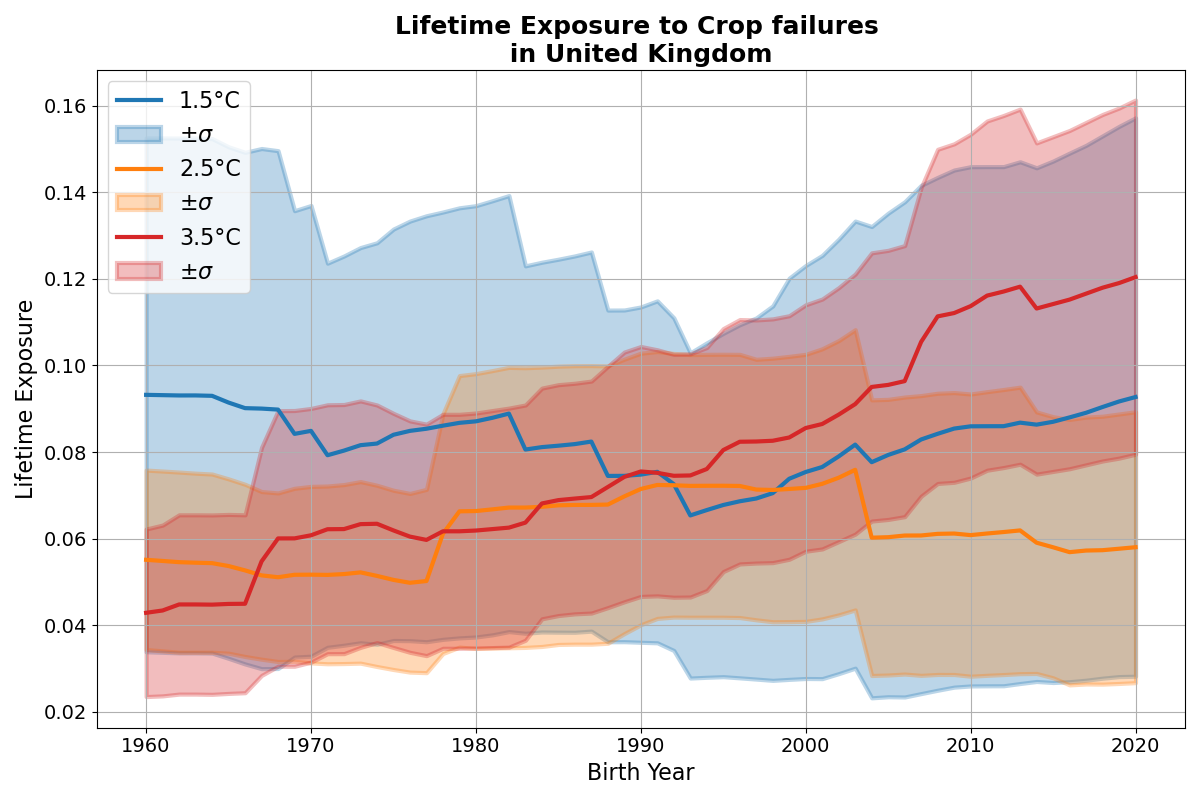 Lifetime Exposure to Crop failures
in United Kingdom
1.5°C
±σ
2.5°C
±σ
3.5°C
±σ
Lifetime Exposure
0.16
0.14
0.12
0.10
0.08
0.06
0.04
0.02
1960 1970 1980 1990 2000 2010 2020
Birth Year